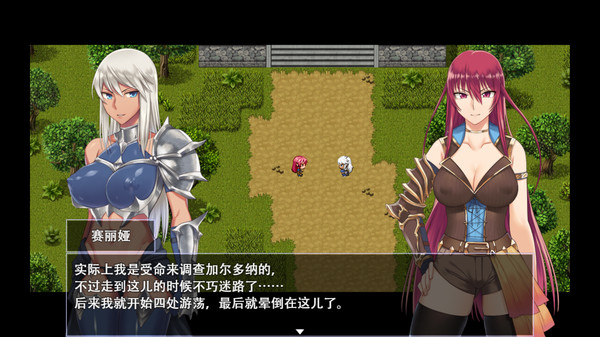 赛丽娅
实际上我是受命来调查加尔多纳的，
不过走到这儿的时候不巧迷路了……
后来我就开始四处游荡，最后就晕倒在这儿了。